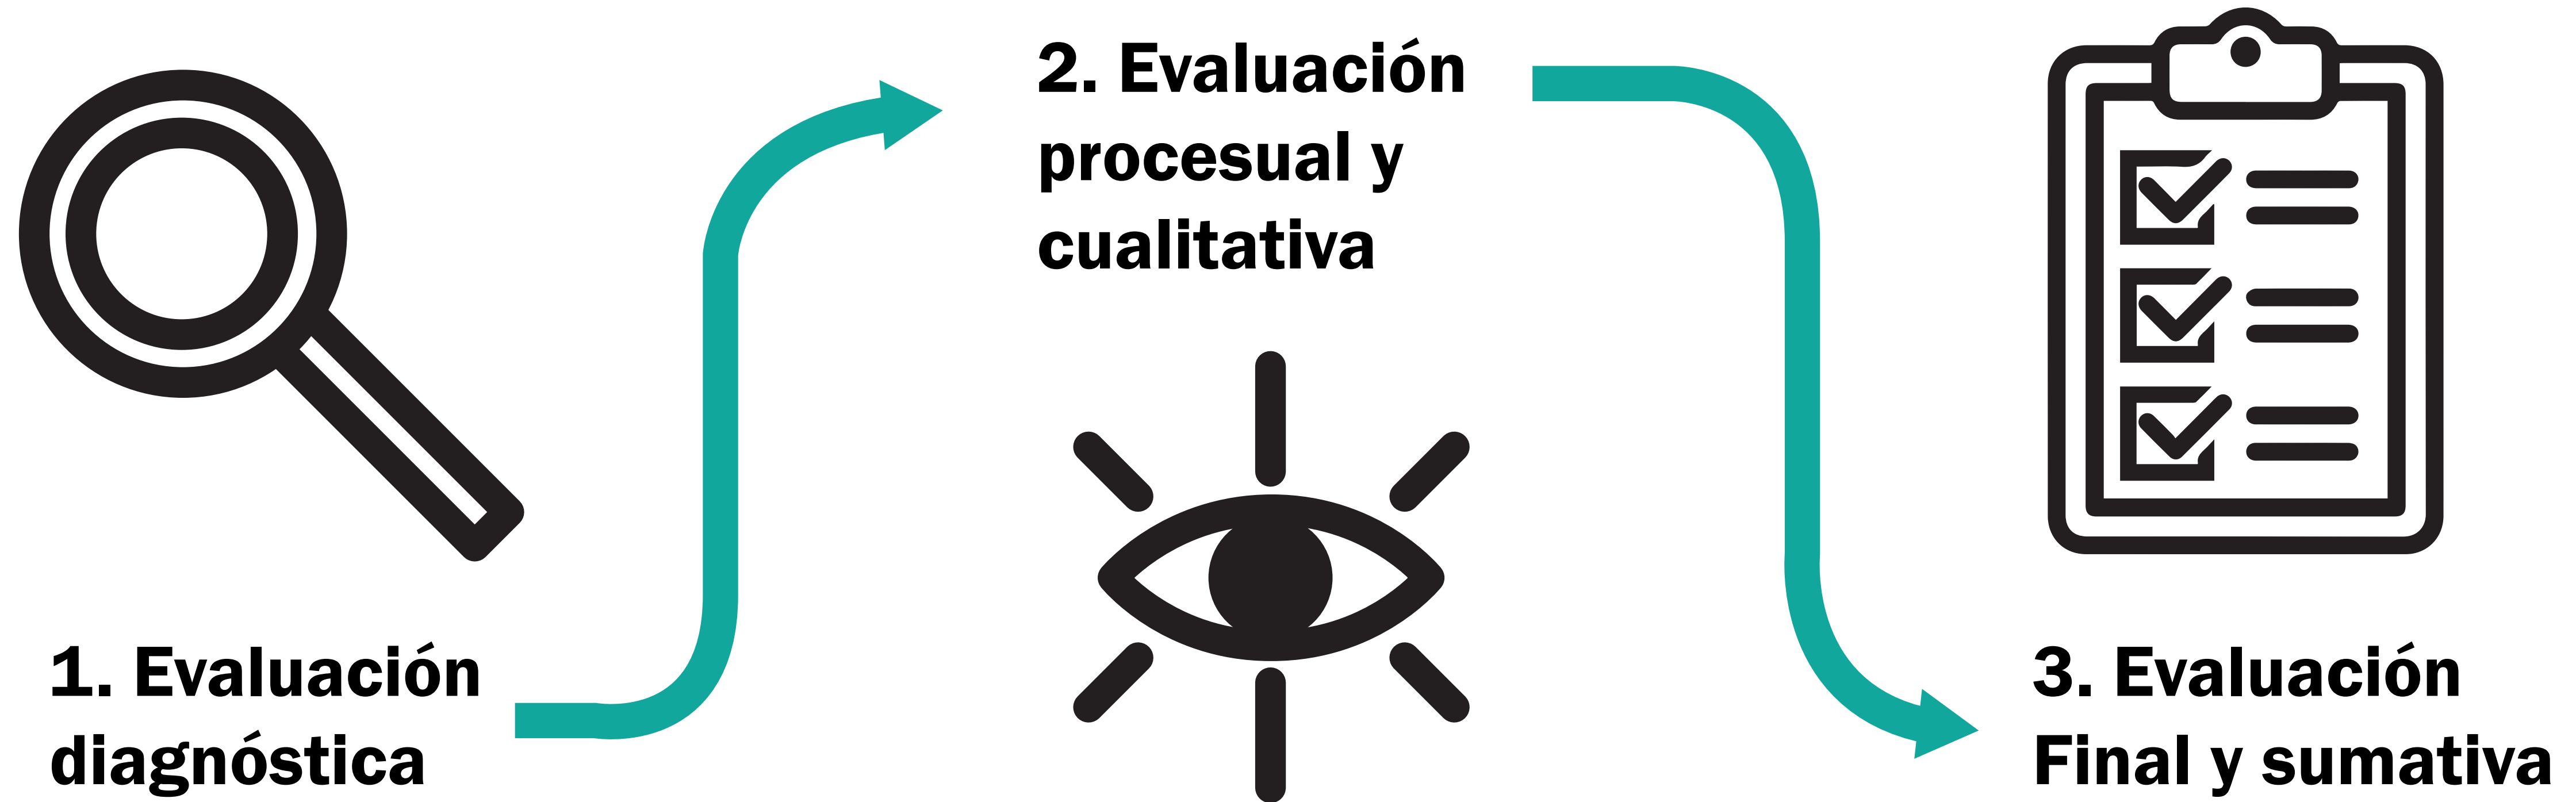 1. Evaluación
diagnóstica
2. Evaluación
procesual y
cualitativa
3. Evaluación
Final y sumativa